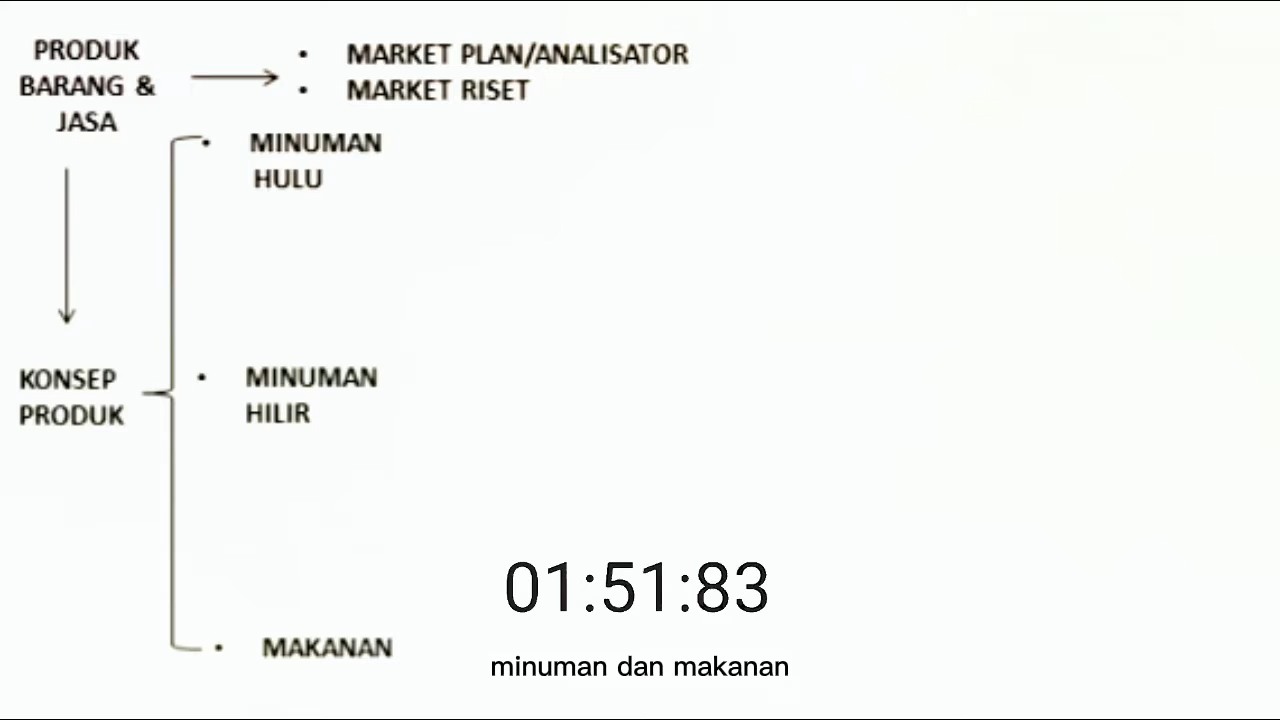 PRODUK
BARANG &
JASA
• MARKET PLAN/ANALISATOR
• MARKET RISET
• MINUMAN
HULU
KONSEP
PRODUK
• MINUMAN
HILIR
• MAKANAN
01:51:83
minuman dan makanan